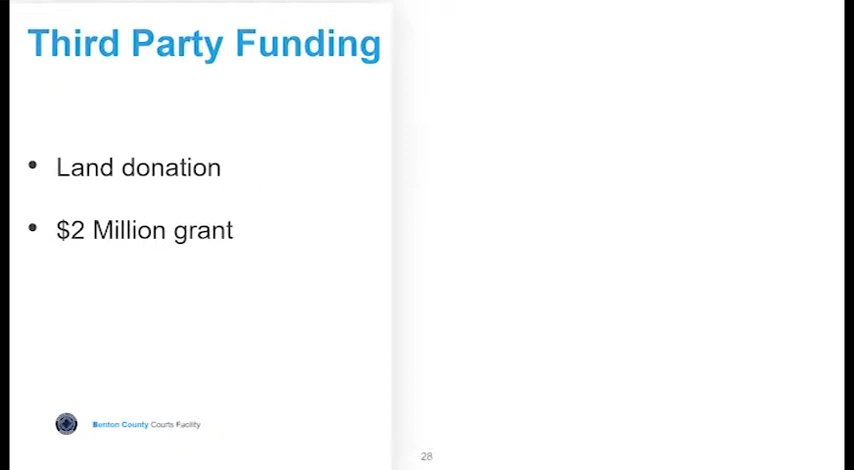 Third Party Funding
• Land donation
• $2 Million grant
Benton County Courts Facility
28